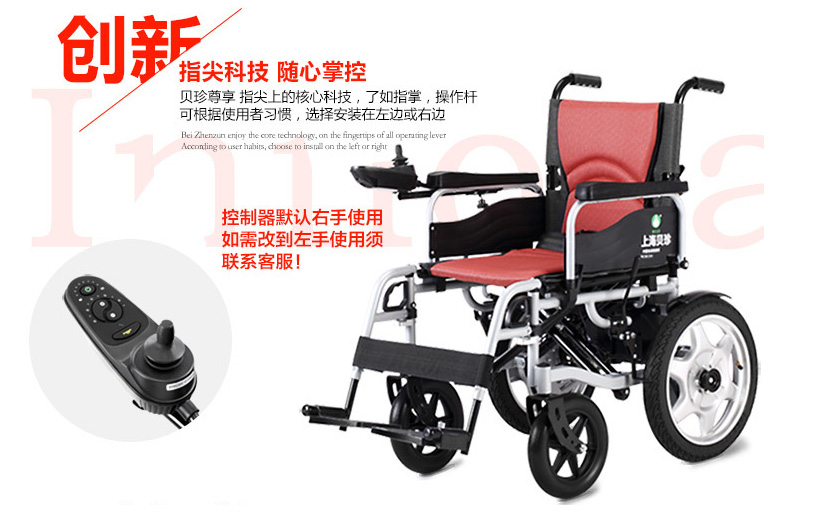 创新
指尖科技 随心掌控
贝珍尊享 指尖上的核心科技，了如指掌，操作杆
可根据使用者习惯，选择安装在左边或右边
Bei Zhenzun enjoy the core technology, on the fingertips of all operating lever
According to user habits, choose to install on the left or right
控制器默认右手使用
如需改到左手使用须
联系客服！
上海贝珍